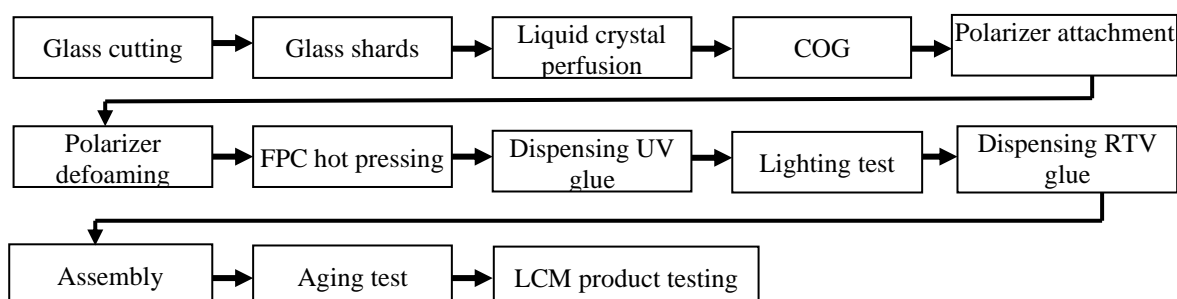 Glass cutting
Glass shards
Liquid crystal
perfusion
COG
Polarizer attachment
Polarizer
defoaming
FPC hot pressing
Dispensing UV
glue
Lighting test
Dispensing RTV
glue
Assembly
Aging test
LCM product testing